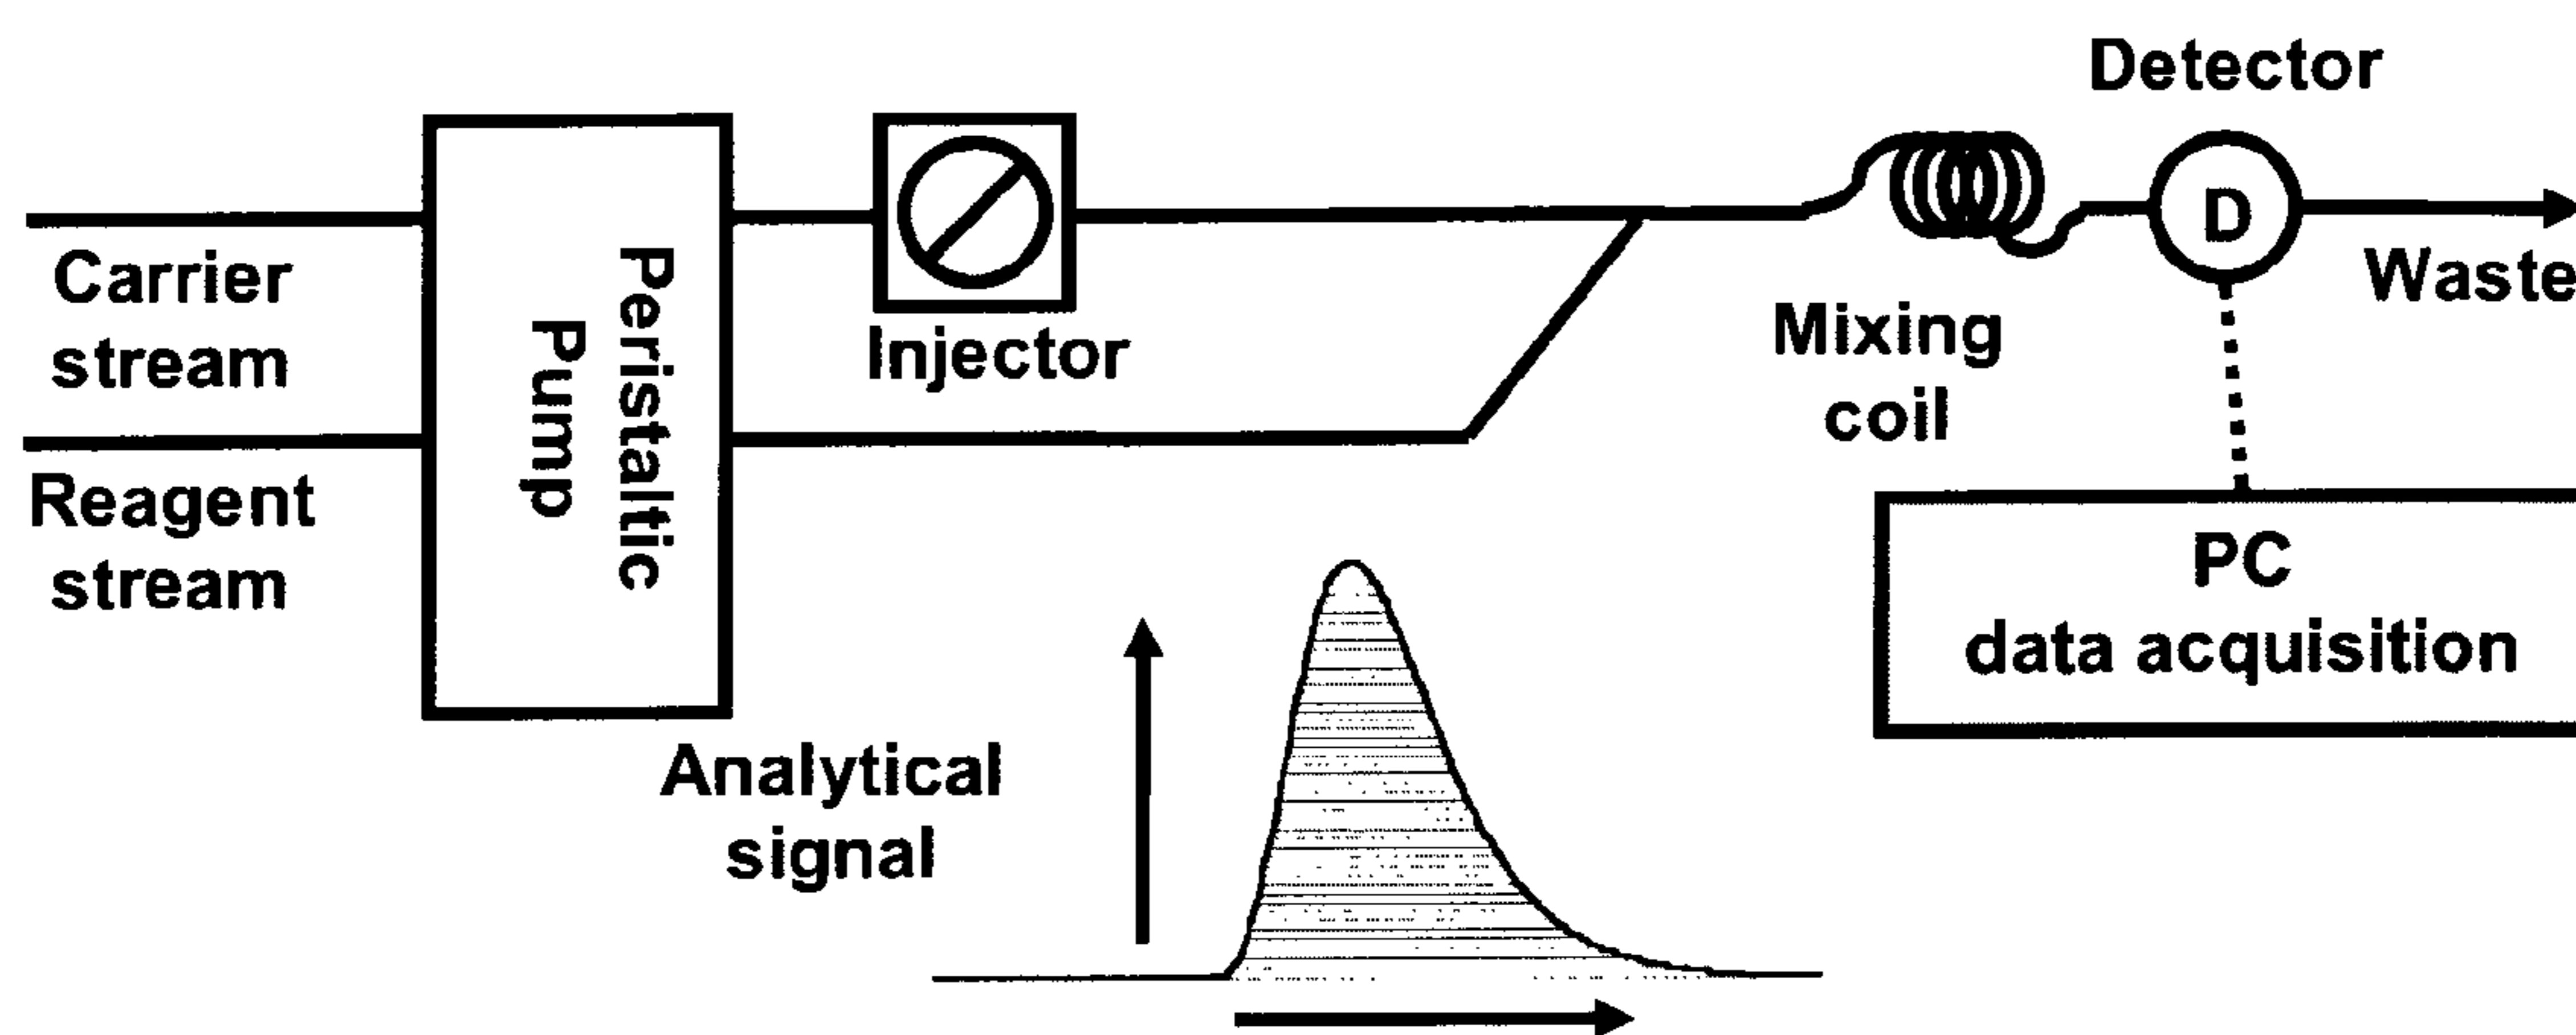 Detector
D
Waste
Carrier
stream
Peristaltic
Pump
Injector
Mixing
coil
Reagent
stream
PC
data acquisition
Analytical
signal